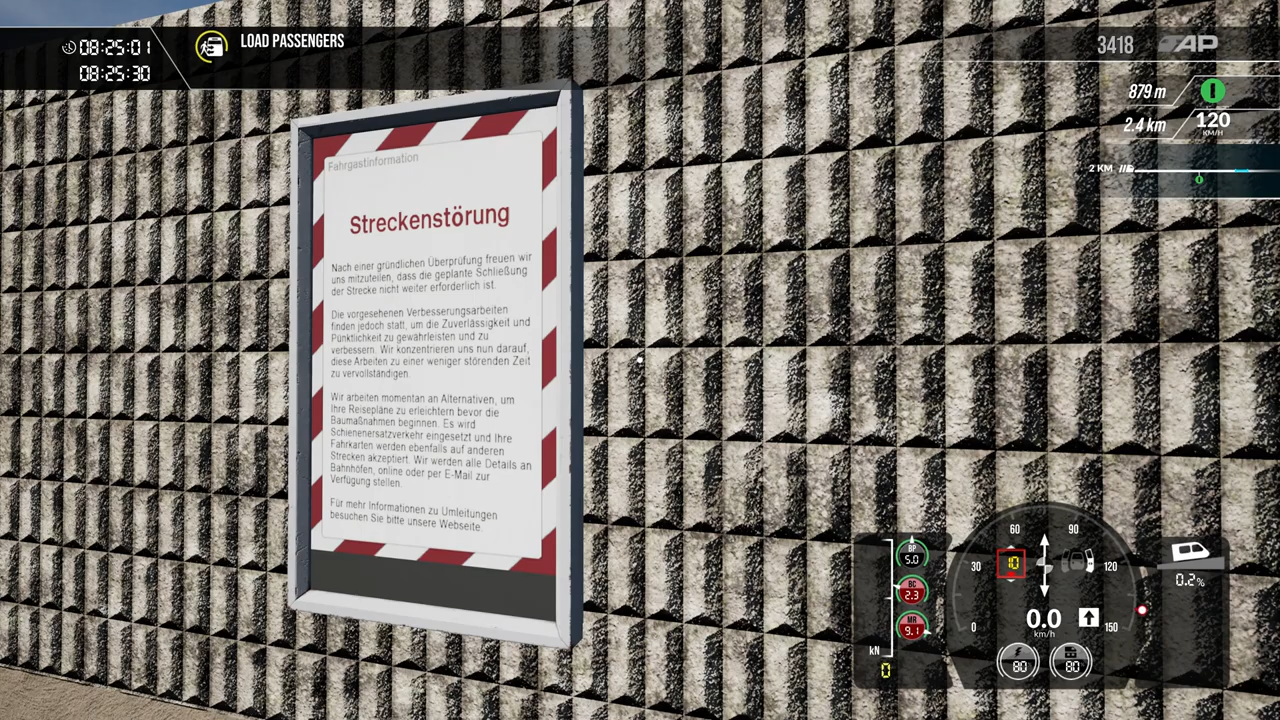 08:25:01
08:25:30
LOAD PASSENGERS
3418 AP
879 m
2.4 km 120
KM/H
2 KM
Fahrgastinformation
Streckenstörung
Nach einer gründlichen Überprüfung freuen wir
uns mitzuteilen, dass die geplante Schließung
der Strecke nicht weiter erforderlich ist.
Die vorgesehenen Verbesserungsarbeiten
finden jedoch statt, um die Zuverlässigkeit und
Pünktlichkeit zu gewährleisten und zu
verbessern. Wir konzentrieren uns nun darauf,
diese Arbeiten zu einer weniger störenden Zeit
zu vervollständigen.
Wir arbeiten momentan an Alternativen, um
Ihre Reisepläne zu erleichtern bevor die
Baumaßnahmen beginnen. Es wird
Schienenersatzverkehr eingesetzt und Ihre
Fahrkarten werden ebenfalls auf anderen
Strecken akzeptiert. Wir werden alle Details an
Bahnhöfen, online oder per E-Mail zur
Verfügung stellen.
Für mehr Informationen zu Umleitungen
besuchen Sie bitte unsere Webseite.
BP
5.0
BC
2.3
MR
9.1
kN
0
0
30
60
90
120
150
10
0.0
km/h
80
80
0.2%